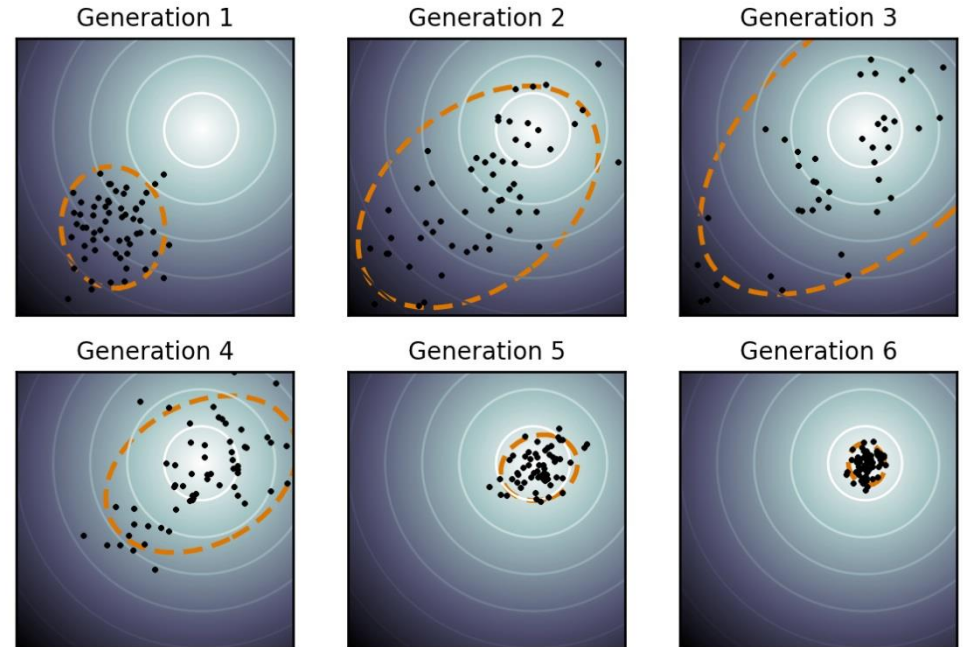 Generation 1
Generation 2
Generation 3
Generation 4
Generation 5
Generation 6